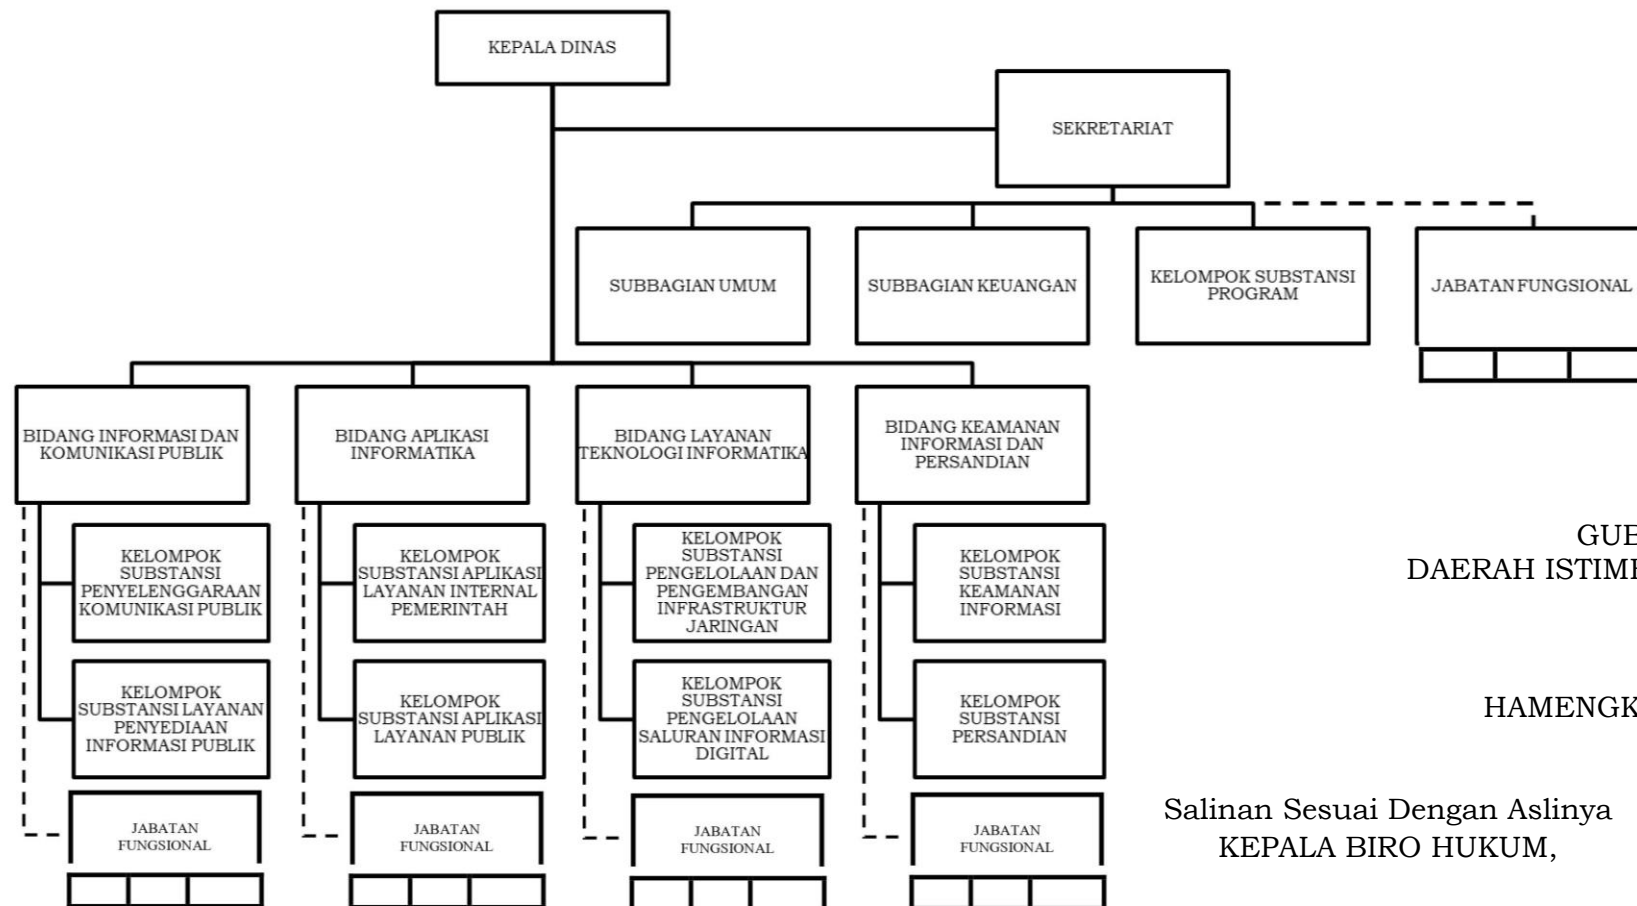 KEPALA DINAS
SEKRETARIAT
SUBBAGIAN UMUM
SUBBAGIAN KEUANGAN
KELOMPOK SUBSTANSI
PROGRAM
JABATAN FUNGSIONAL
BIDANG INFORMASI DAN
KOMUNIKASI PUBLIK
BIDANG APLIKASI
INFORMATIKA
BIDANG LAYANAN
TEKNOLOGI INFORMATIKA
BIDANG KEAMANAN
INFORMASI DAN
PERSANDIAN
KELOMPOK
SUBSTANSI
PENYELENGGARAAN
KOMUNIKASI PUBLIK
KELOMPOK
SUBSTANSI APLIKASI
LAYANAN INTERNAL
PEMERINTAH
KELOMPOK
SUBSTANSI
PENGELOLAAN DAN
PENGEMBANGAN
INFRASTRUKTUR
JARINGAN
KELOMPOK
SUBSTANSI
KEAMANAN
INFORMASI
KELOMPOK
SUBSTANSI LAYANAN
PENYEDIAAN
INFORMASI PUBLIK
KELOMPOK
SUBSTANSI APLIKASI
LAYANAN PUBLIK
KELOMPOK
SUBSTANSI
PENGELOLAAN
SALURAN INFORMASI
DIGITAL
KELOMPOK
SUBSTANSI
PERSANDIAN
JABATAN
FUNGSIONAL
JABATAN
FUNGSIONAL
JABATAN
FUNGSIONAL
JABATAN
FUNGSIONAL
GUB
DAERAH ISTIME
HAMENGK
Salinan Sesuai Dengan Aslinya
KEPALA BIRO HUKUM,